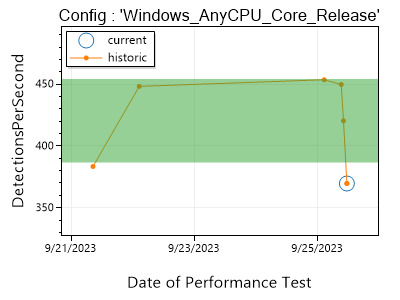 Config : 'Windows_AnyCPU_Core_Release'
current
historic
DetectionsPerSecond
450
400
350
9/21/2023
9/23/2023
9/25/2023
Date of Performance Test